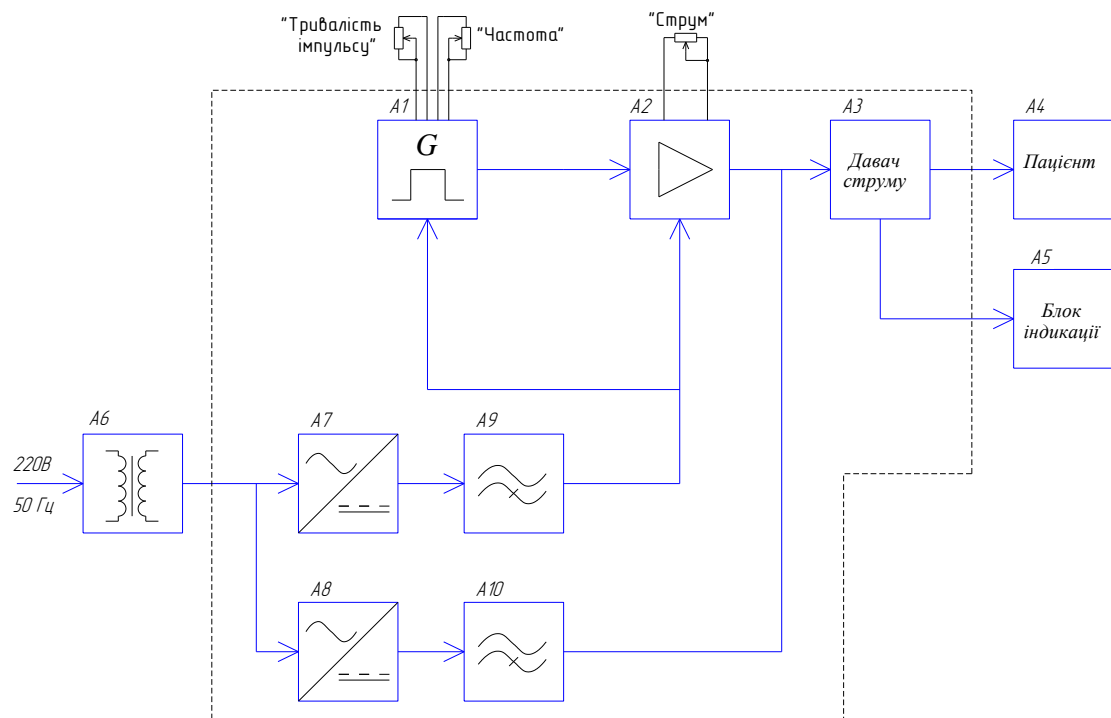 "Тривалість
імпульсу"
"Частота"
"Струм"
A1
A2
A3
A4
G
Давач
струму
Пацієнт
A5
Блок
індикації
A6
A7
A9
220В
50 Гц
A8
A10